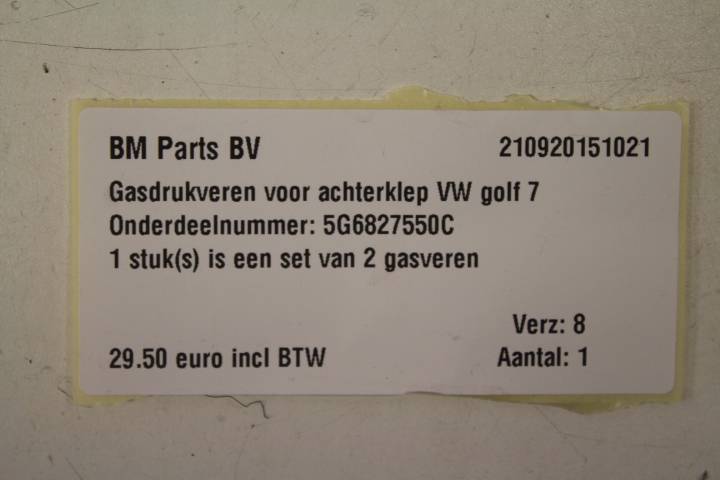 BM Parts BV 210920151021
Gasdrukveren voor achterklep VW golf 7
Onderdeelnummer: 5G6827550C
1 stuk(s) is een set van 2 gasveren
Verz: 8
29.50 euro incl BTW Aantal: 1